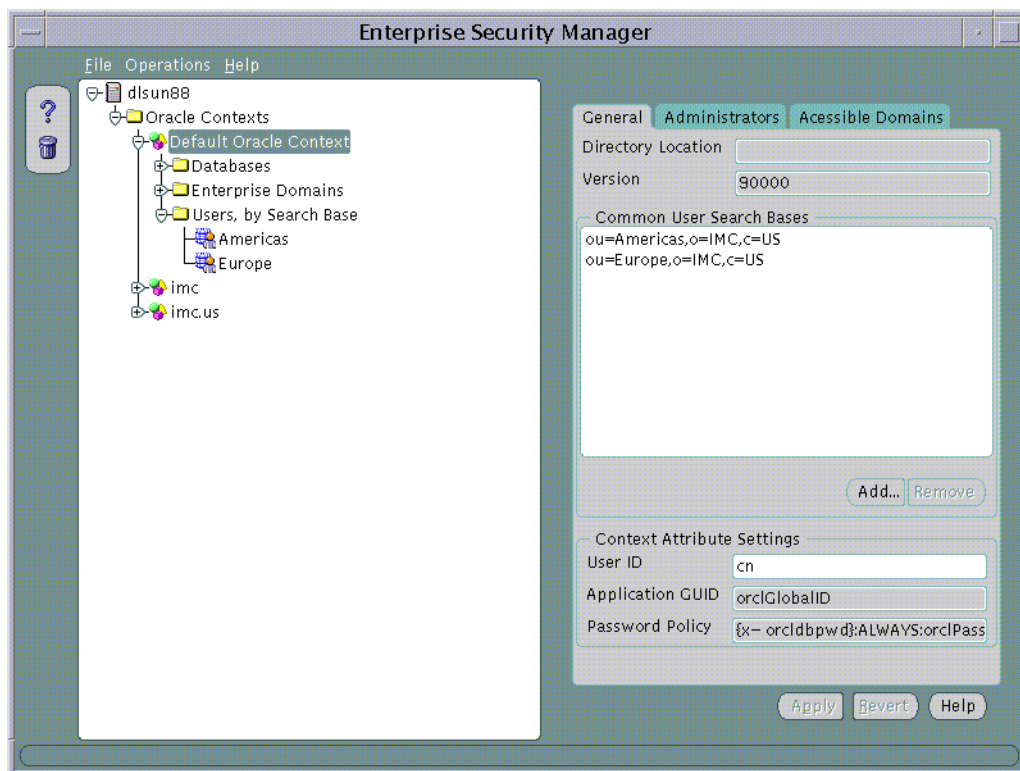 Enterprise Security Manager
File Operations Help
dlsun88
Oracle Contexts
Default Oracle Context
Databases
Enterprise Domains
Users, by Search Base
Americas
Europe
imc
imc.us
General Administrators Acessible Domains
Directory Location
Version 90000
Common User Search Bases
ou=Americas,o=IMC,c=US
ou=Europe,o=IMC,c=US
Add... Remove
Context Attribute Settings
User ID cn
Application GUID orclGlobalID
Password Policy {x- orcldbpwd}:ALWAYS:orclPass
Apply Revert Help